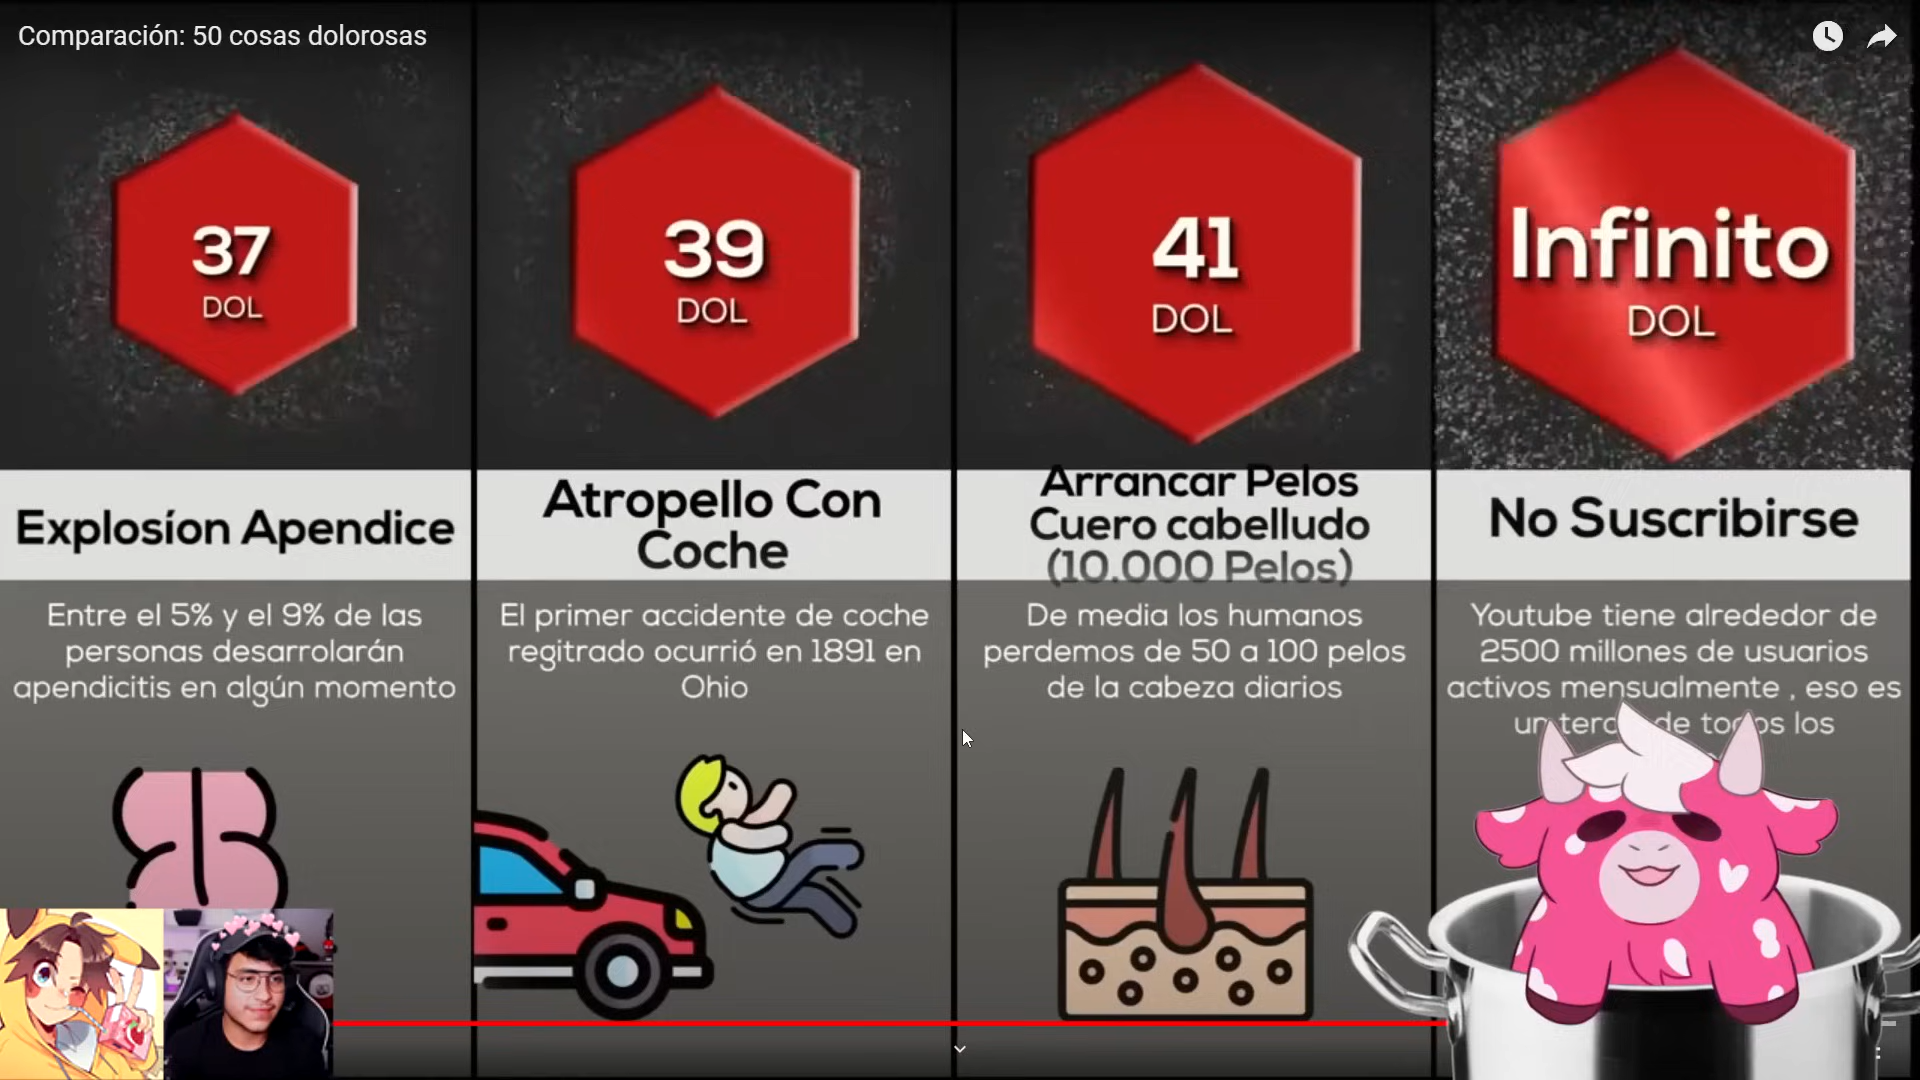 Comparación: 50 cosas dolorosas
37
DOL
Explosíon Apendice
Entre el 5% y el 9% de las
personas desarrolarán
apendicitis en algún momento
39
DOL
Atropello Con
Coche
El primer accidente de coche
regitrado ocurrió en 1891 en
Ohio
41
DOL
Arrancar Pelos
Cuero cabelludo
(10.000 Pelos)
De media los humanos
perdemos de 50 a 100 pelos
de la cabeza diarios
Infinito
DOL
No Suscribirse
Youtube tiene alrededor de
2500 millones de usuarios
activos mensualmente , eso es
un de los